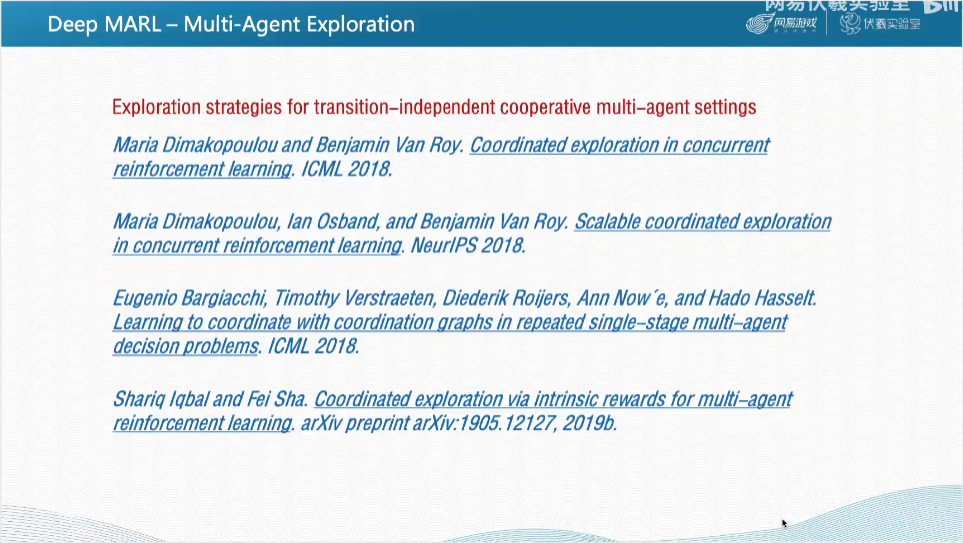 Deep MARL – Multi-Agent Exploration
网易伏羲实验室
网易游戏
伏羲实验室
Exploration strategies for transition–independent cooperative multi–agent settings
Maria Dimakopoulou and Benjamin Van Roy. Coordinated exploration in concurrent
reinforcement learning. ICML 2018.
Maria Dimakopoulou, Ian Osband, and Benjamin Van Roy. Scalable coordinated exploration
in concurrent reinforcement learning. NeurIPS 2018.
Eugenio Bargiacchi, Timothy Verstraeten, Diederik Roijers, Ann Now´e, and Hado Hasselt.
Learning to coordinate with coordination graphs in repeated single–stage multi–agent
decision problems. ICML 2018.
Shariq Iqbal and Fei Sha. Coordinated exploration via intrinsic rewards for multi–agent
reinforcement learning. arXiv preprint arXiv:1905.12127, 2019b.